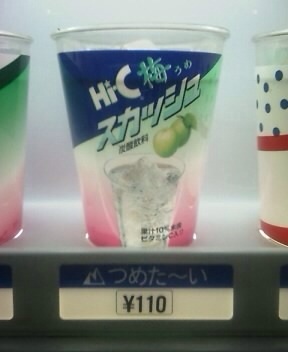 Hi-C 梅 うめ
スカッシュ
炭酸飲料
果汁10%未満
ビタミンC入り
つめた〜い
¥110